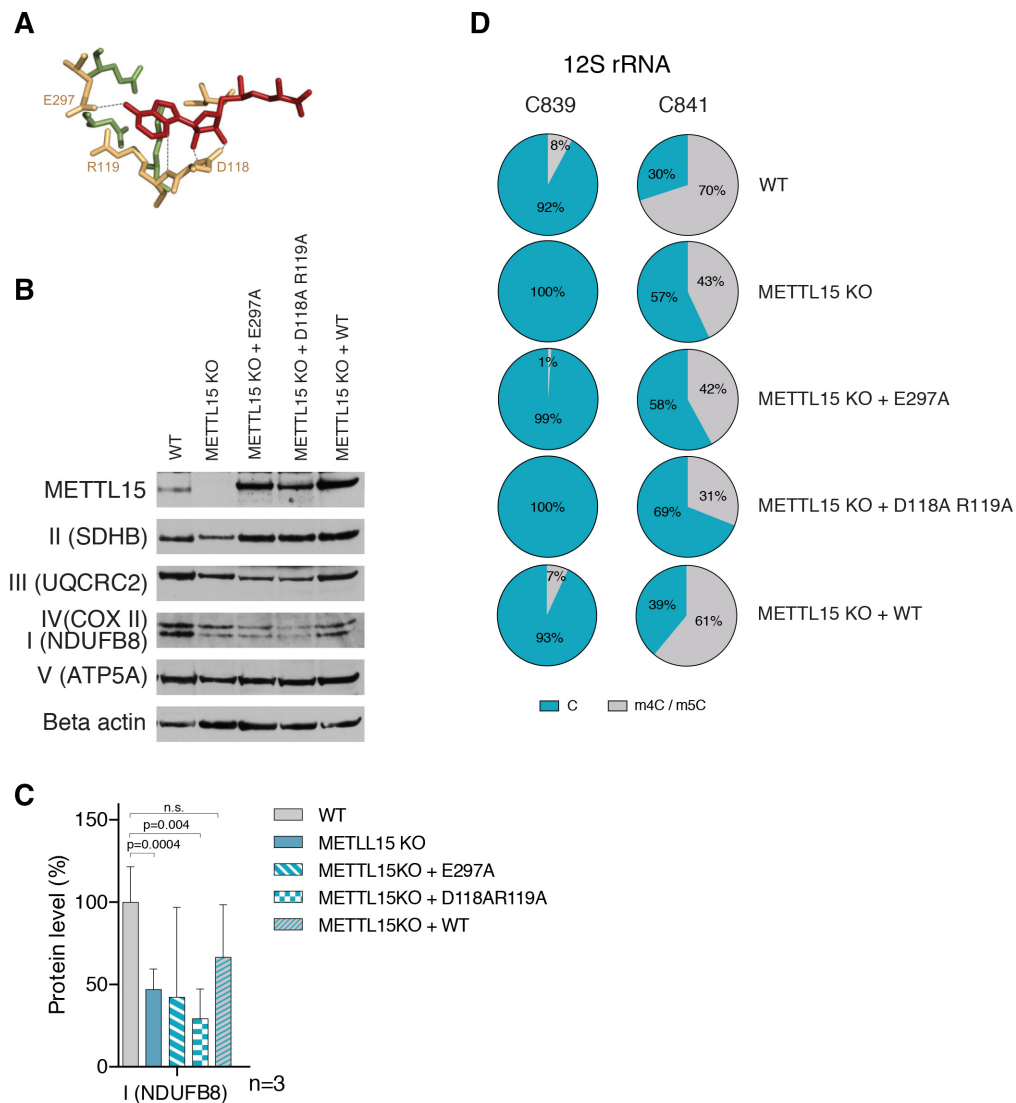 A
E297
R119
D118
B
WT
METTL15 KO
METTL15 KO + E297A
METTL15 KO + D118A R119A
METTL15 KO + WT
METTL15
II (SDHB)
III (UQCRC2)
IV(COX II)
I (NDUFB8)
V (ATP5A)
Beta actin
C
Protein level (%)
150
100
50
0
n.s.
p=0.004
p=0.0004
I (NDUFB8)
n=3
WT
METLL15 KO
METTL15KO + E297A
METTL15KO + D118AR119A
METTL15KO + WT
D
12S rRNA
C839 C841
8% 92% 30% 70% WT
100% 57% 43% METTL15 KO
1% 99% 58% 42% METTL15 KO + E297A
100% 69% 31% METTL15 KO + D118A R119A
7% 93% 39% 61% METTL15 KO + WT
C m4C / m5C